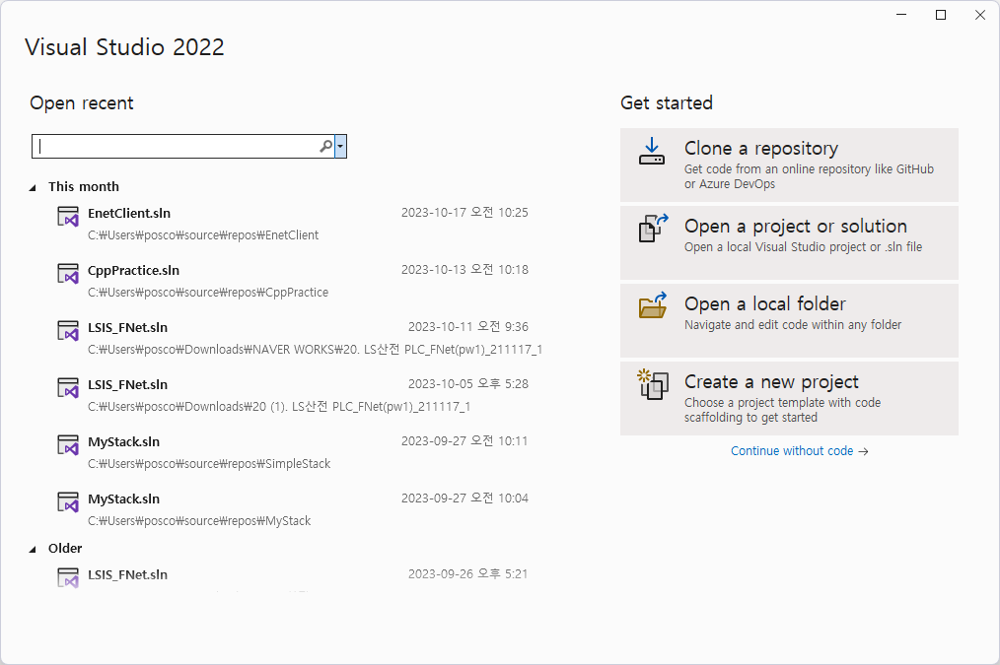 Visual Studio 2022
Open recent
This month
EnetClient.sln 2023-10-17 오전 10:25
C:₩Users₩posco₩source₩repos₩EnetClient
CppPractice.sln 2023-10-13 오전 10:18
C:₩Users₩posco₩source₩repos₩CppPractice
LSIS_FNet.sln 2023-10-11 오전 9:36
C:₩Users₩posco₩Downloads₩NAVER WORKS₩20. LS산전 PLC_FNet(pw1)_211117_1
LSIS_FNet.sln 2023-10-05 오후 5:28
C:₩Users₩posco₩Downloads₩20 (1). LS산전 PLC_FNet(pw1)_211117_1
MyStack.sln 2023-09-27 오전 10:11
C:₩Users₩posco₩source₩repos₩SimpleStack
MyStack.sln 2023-09-27 오전 10:04
C:₩Users₩posco₩source₩repos₩MyStack
Older
LSIS_FNet.sln 2023-09-26 오후 5:21
Get started
Clone a repository
Get code from an online repository like GitHub
or Azure DevOps
Open a project or solution
Open a local Visual Studio project or .sln file
Open a local folder
Navigate and edit code within any folder
Create a new project
Choose a project template with code
scaffolding to get started
Continue without code →